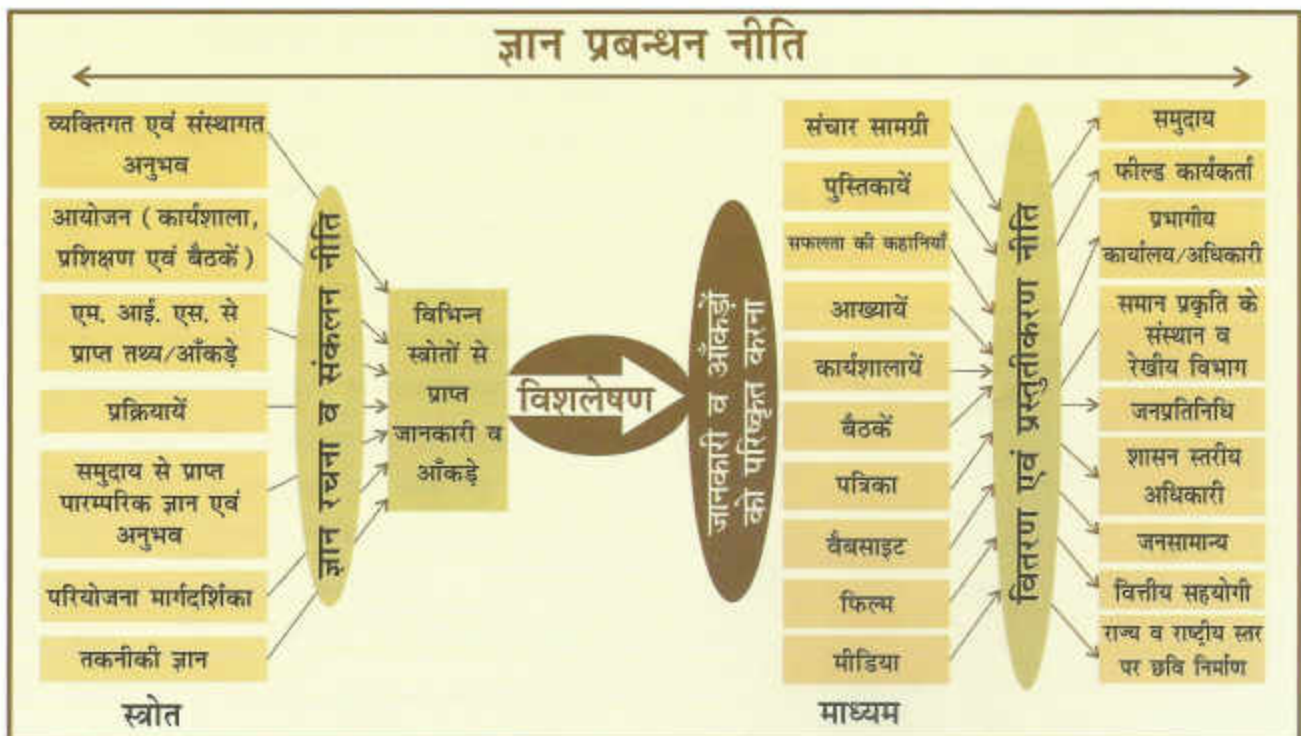 ज्ञान प्रबन्धन नीति
व्यक्तिगत एवं संस्थागत
अनुभव
आयोजन ( कार्यशाला,
प्रशिक्षण एवं बैठकें )
एम. आई. एस. से
प्राप्त तथ्य/आँकड़े
प्रक्रियायें
समुदाय से प्राप्त
पारम्परिक ज्ञान एवं
अनुभव
परियोजना मार्गदर्शिका
तकनीकी ज्ञान
स्त्रोत
ज्ञान रचना व संकलन नीति
विभिन्न
स्त्रोतों से
प्राप्त
जानकारी व
आँकड़े
विशलेषण
जानकारी व आँकड़ों
को परिष्कृत करना
संचार सामग्री
पुस्तिकायें
सफलता की कहानियाँ
आख्यायें
कार्यशालायें
बैठकें
पत्रिका
वैबसाइट
फिल्म
मीडिया
माध्यम
वितरण एवं प्रस्तुतीकरण नीति
समुदाय
फील्ड कार्यकर्ता
प्रभागीय
कार्यालय/अधिकारी
समान प्रकृति के
संस्थान व
रेखीय विभाग
जनप्रतिनिधि
शासन स्तरीय
अधिकारी
जनसामान्य
वित्तीय सहयोगी
राज्य व राष्ट्रीय स्तर
पर छवि निर्माण